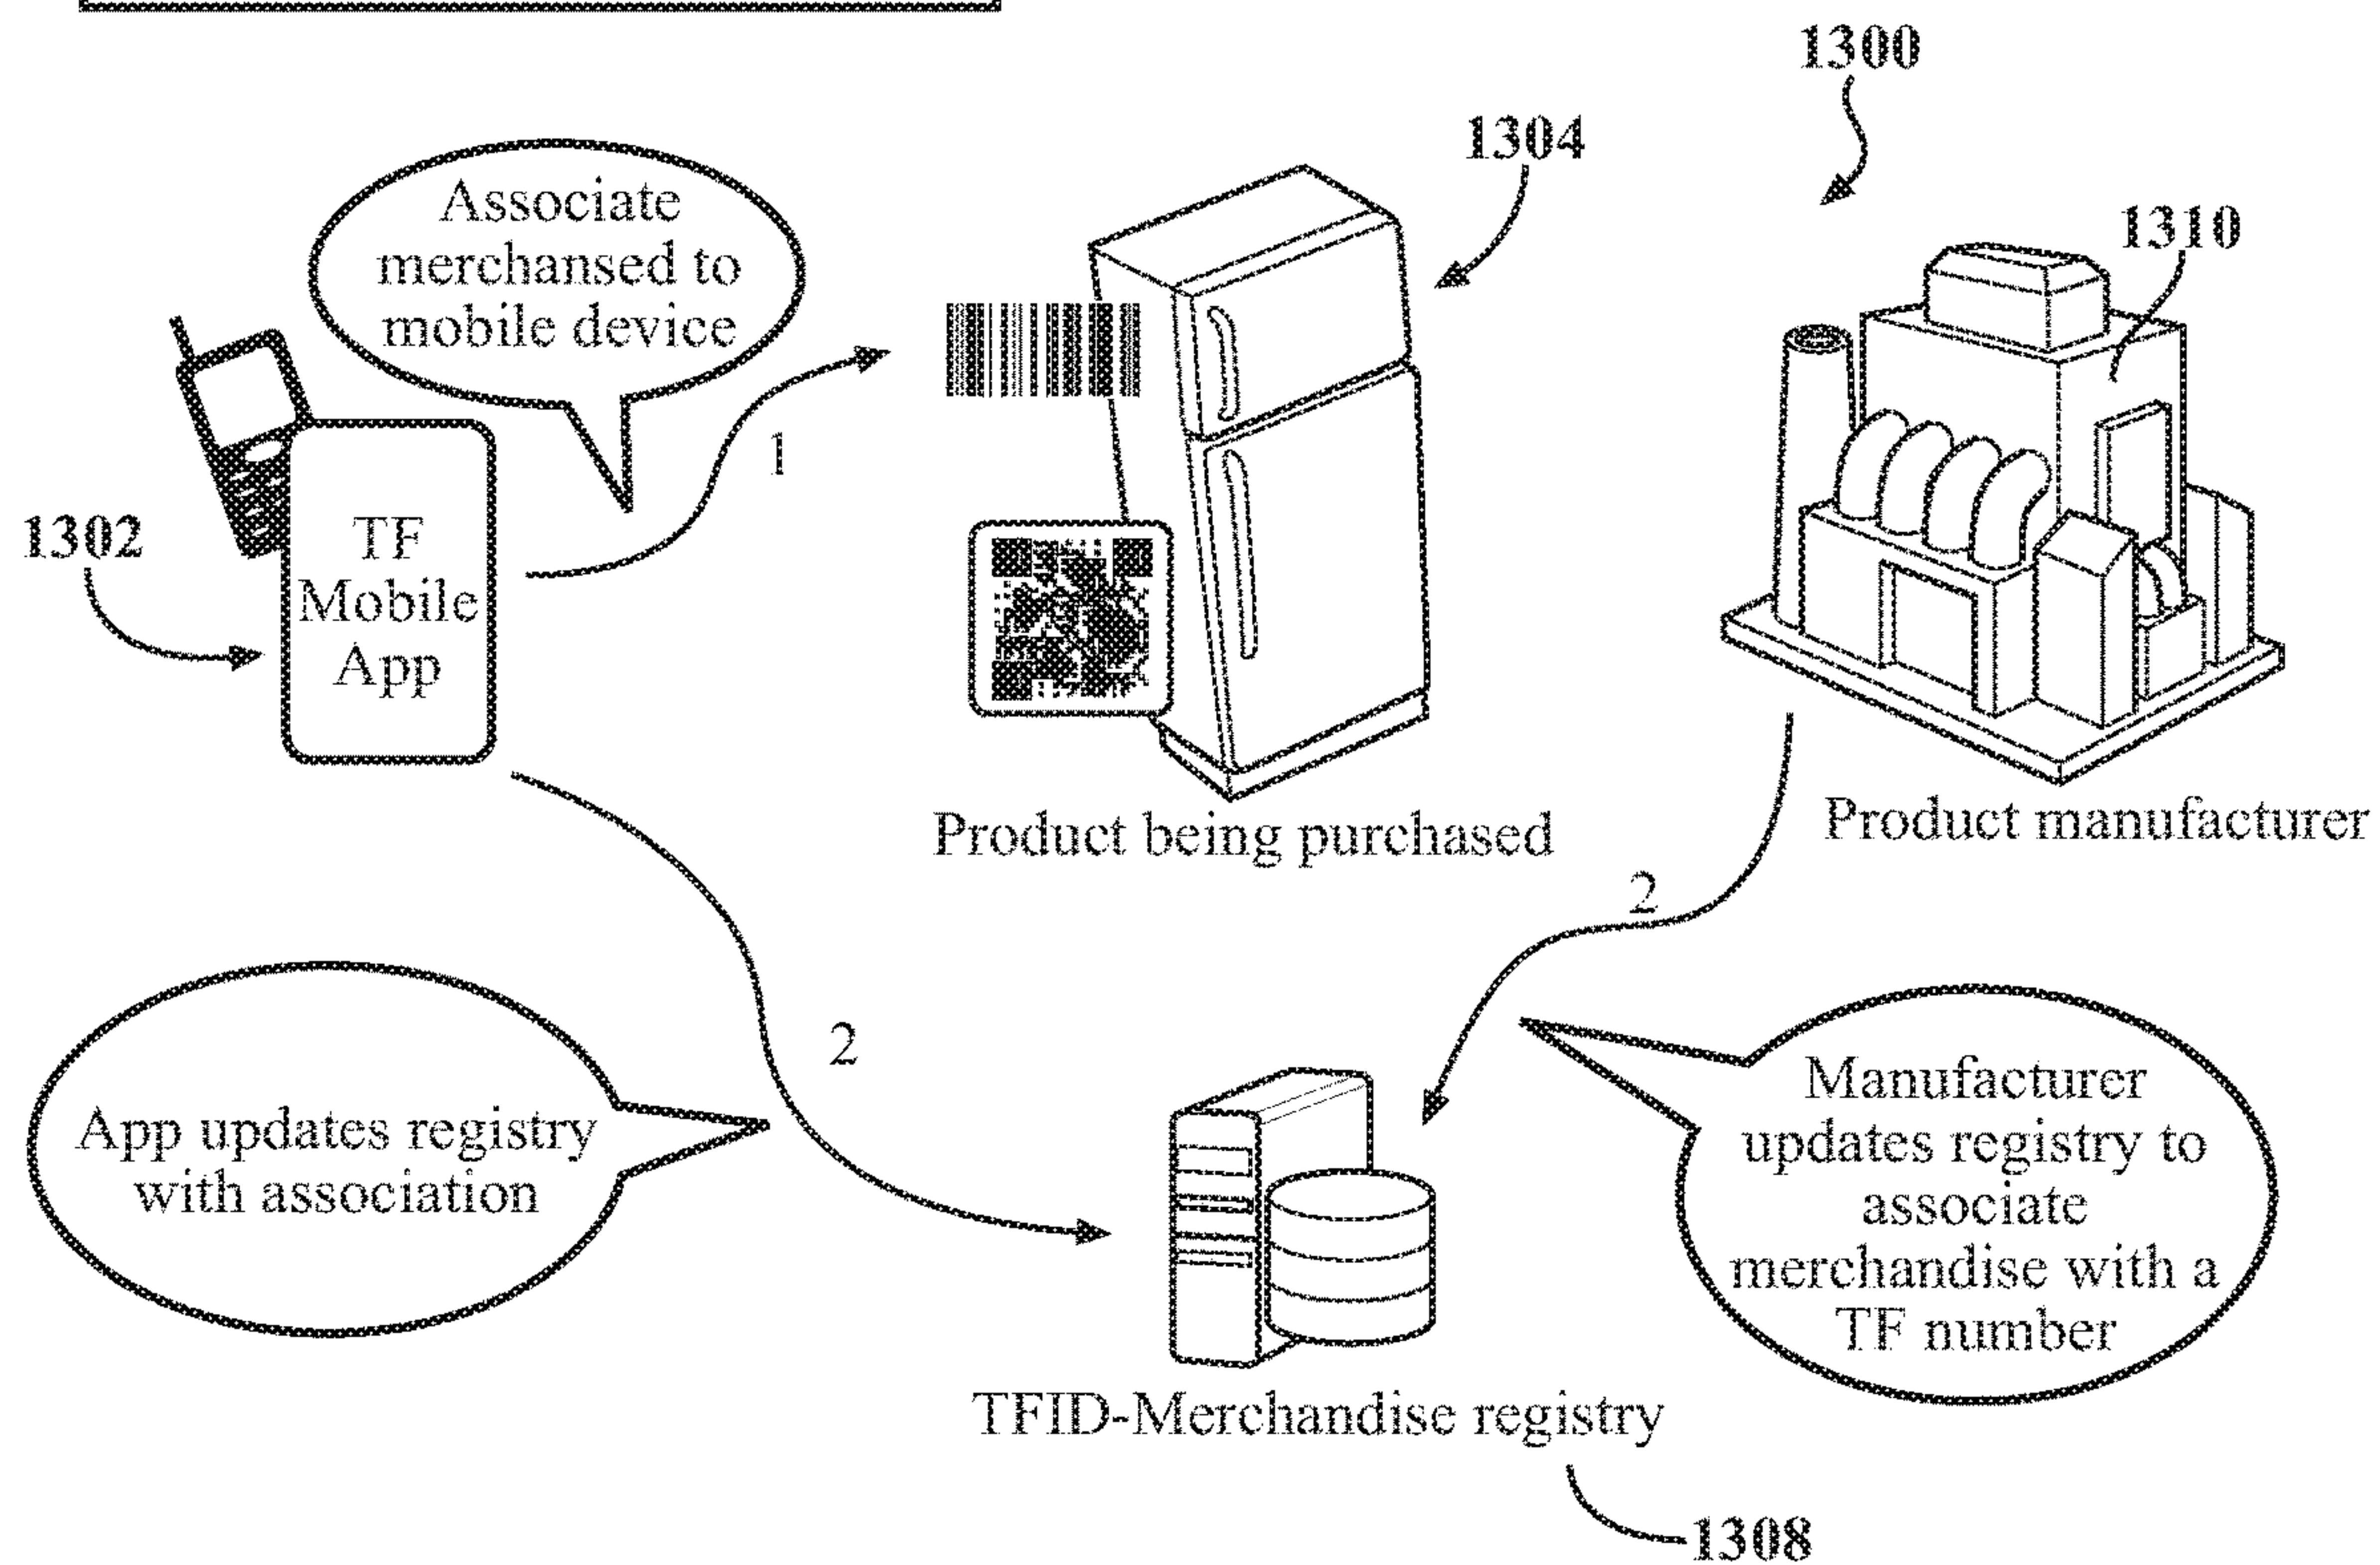 1300
1304
1310
Associate
merchansed to
mobile device
1
1302
TF
Mobile
App
Product being purchased
Product manufacturer
2
2
App updates registry
with association
Manufacturer
updates registry to
associate
merchandise with a
TF number
TFID-Merchandise registry
1308